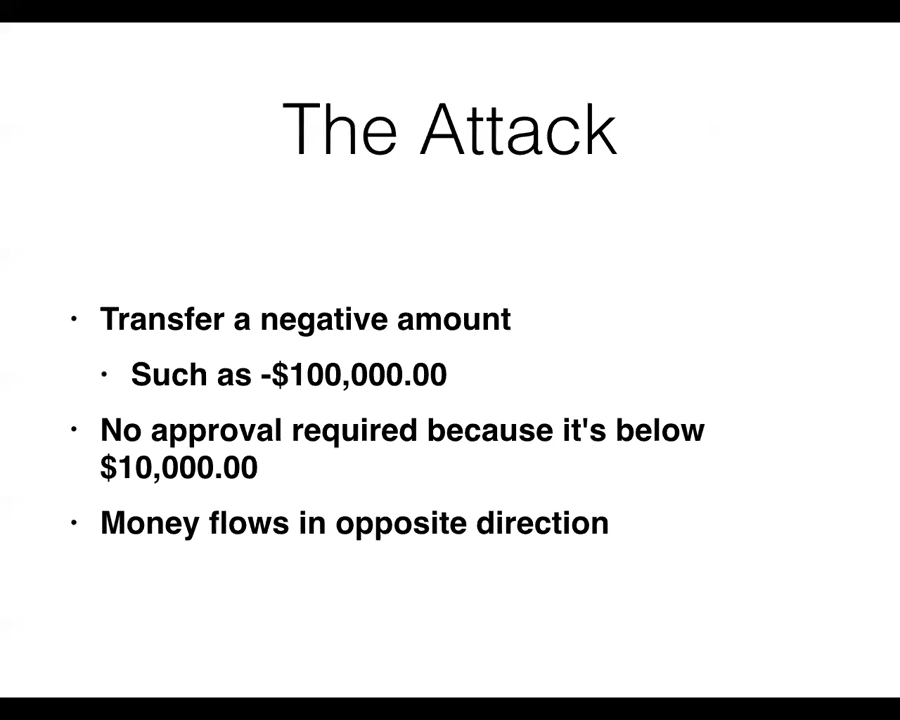 The Attack
• Transfer a negative amount
• Such as -$100,000.00
• No approval required because it's below
$10,000.00
• Money flows in opposite direction